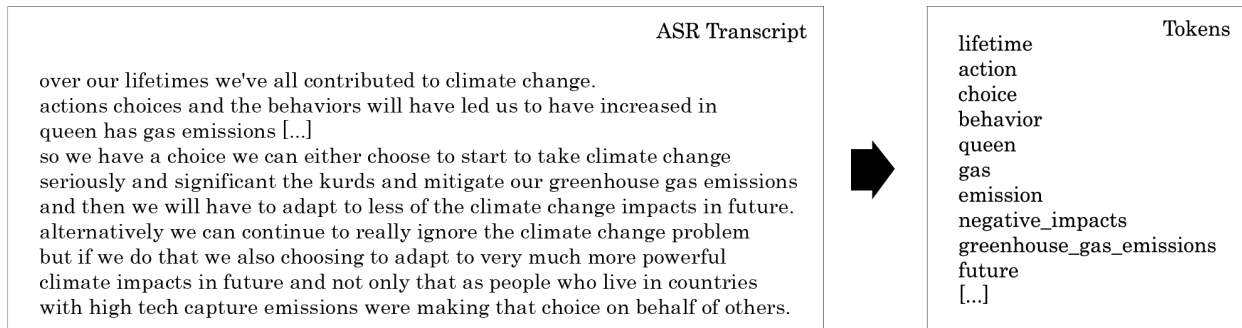 ASR Transcript
over our lifetimes we've all contributed to climate change.
actions choices and the behaviors will have led us to have increased in
queen has gas emissions [...]
so we have a choice we can either choose to start to take climate change
seriously and significant the kurds and mitigate our greenhouse gas emissions
and then we will have to adapt to less of the climate change impacts in future.
alternatively we can continue to really ignore the climate change problem
but if we do that we also choosing to adapt to very much more powerful
climate impacts in future and not only that as people who live in countries
with high tech capture emissions were making that choice on behalf of others.
Tokens
lifetime
action
choice
behavior
queen
gas
emission
negative_impacts
greenhouse_gas_emissions
future
[...]